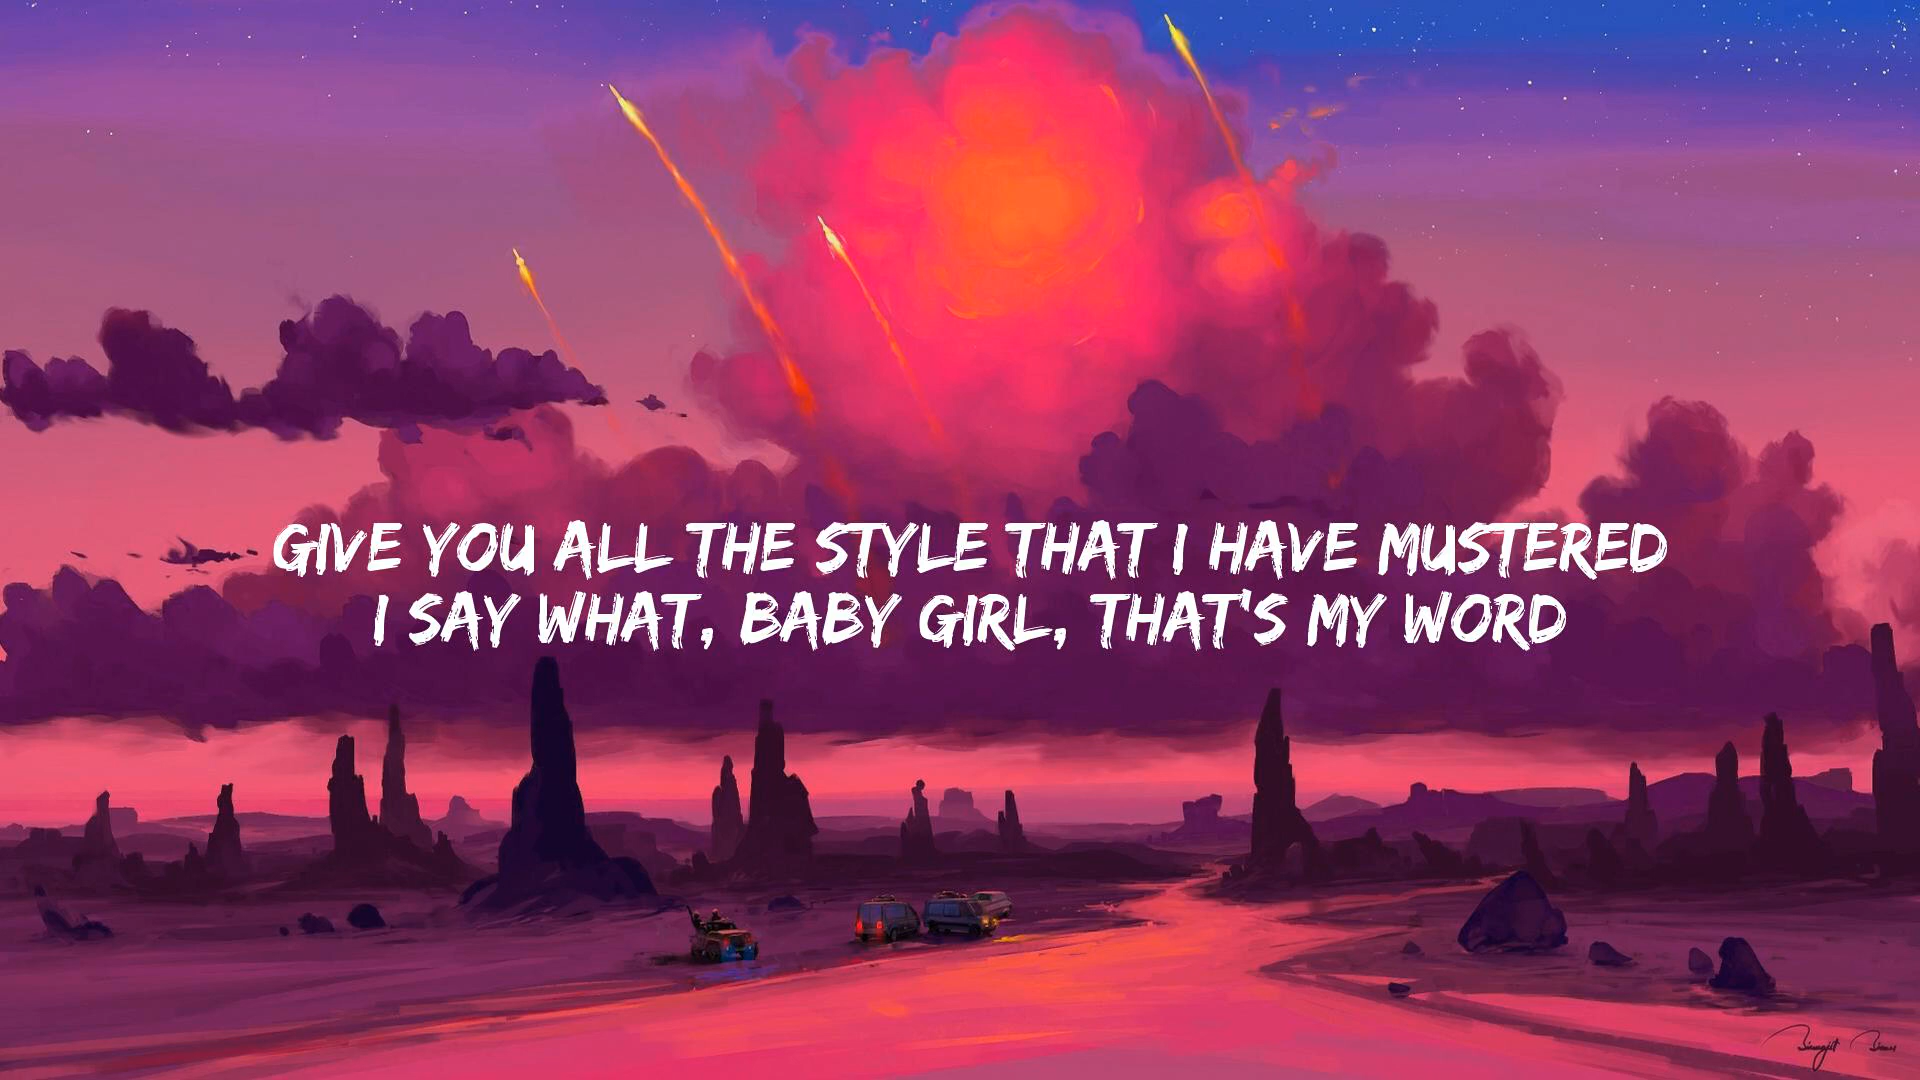 GIVE YOU ALL THE STYLE THAT I HAVE MUSTERED
I SAY WHAT, BABY GIRL, THAT'S MY WORD